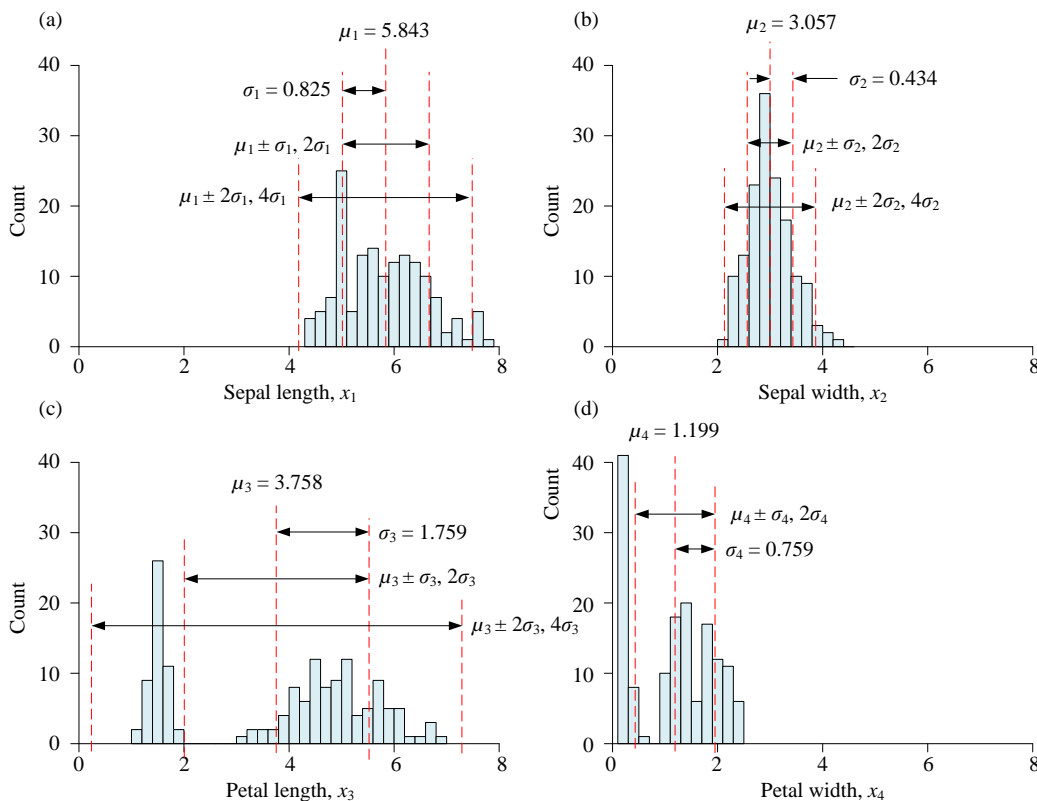 (a)
μ1 = 5.843
40
σ1 = 0.825
30
μ1 ± σ1, 2σ1
μ1 ± 2σ1, 4σ1
20
Count
10
0
0 2 4 6 8
Sepal length, x1
(b)
μ2 = 3.057
40
σ2 = 0.434
30
μ2 ± σ2, 2σ2
μ2 ± 2σ2, 4σ2
20
Count
10
0
0 2 4 6 8
Sepal width, x2
(c)
40
μ3 = 3.758
30
σ3 = 1.759
μ3 ± σ3, 2σ3
20
μ3 ± 2σ3, 4σ3
Count
10
0
0 2 4 6 8
Petal length, x3
(d)
μ4 = 1.199
40
μ4 ± σ4, 2σ4
30
σ4 = 0.759
20
Count
10
0
0 2 4 6 8
Petal width, x4